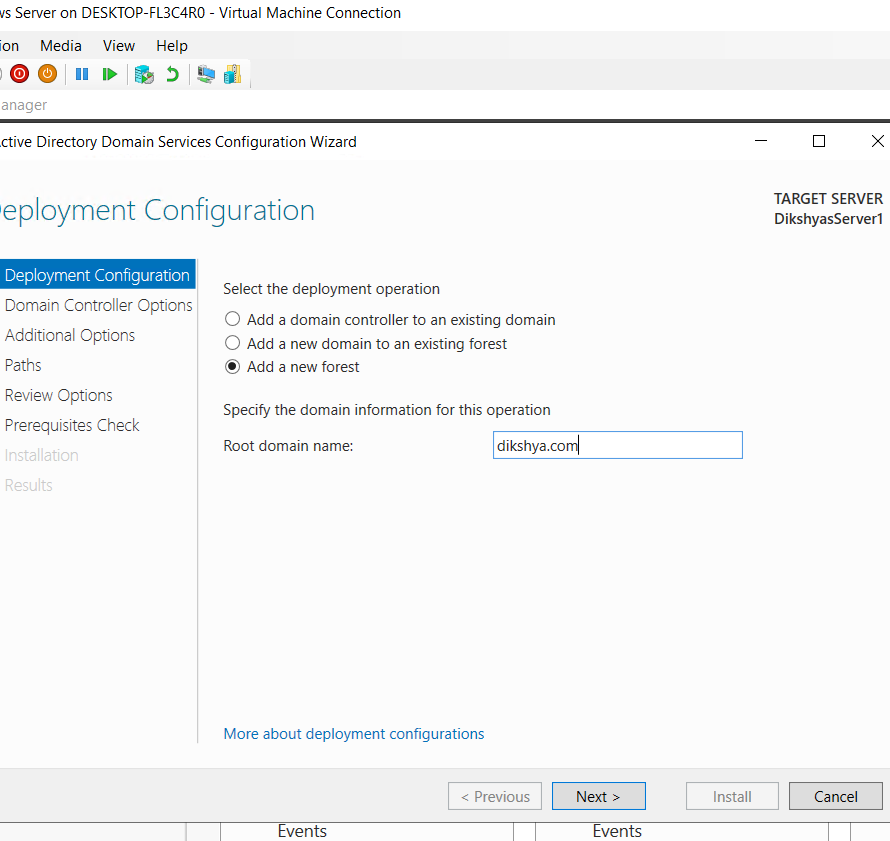 ws Server on DESKTOP-FL3C4R0 - Virtual Machine Connection
ion Media View Help
anager
ctive Directory Domain Services Configuration Wizard
eployment Configuration
TARGET SERVER
DikshyasServer1
Deployment Configuration
Domain Controller Options
Additional Options
Paths
Review Options
Prerequisites Check
Installation
Results
Select the deployment operation
Add a domain controller to an existing domain
Add a new domain to an existing forest
Add a new forest
Specify the domain information for this operation
Root domain name: dikshya.com
More about deployment configurations
< Previous Next > Install Cancel
Events Events